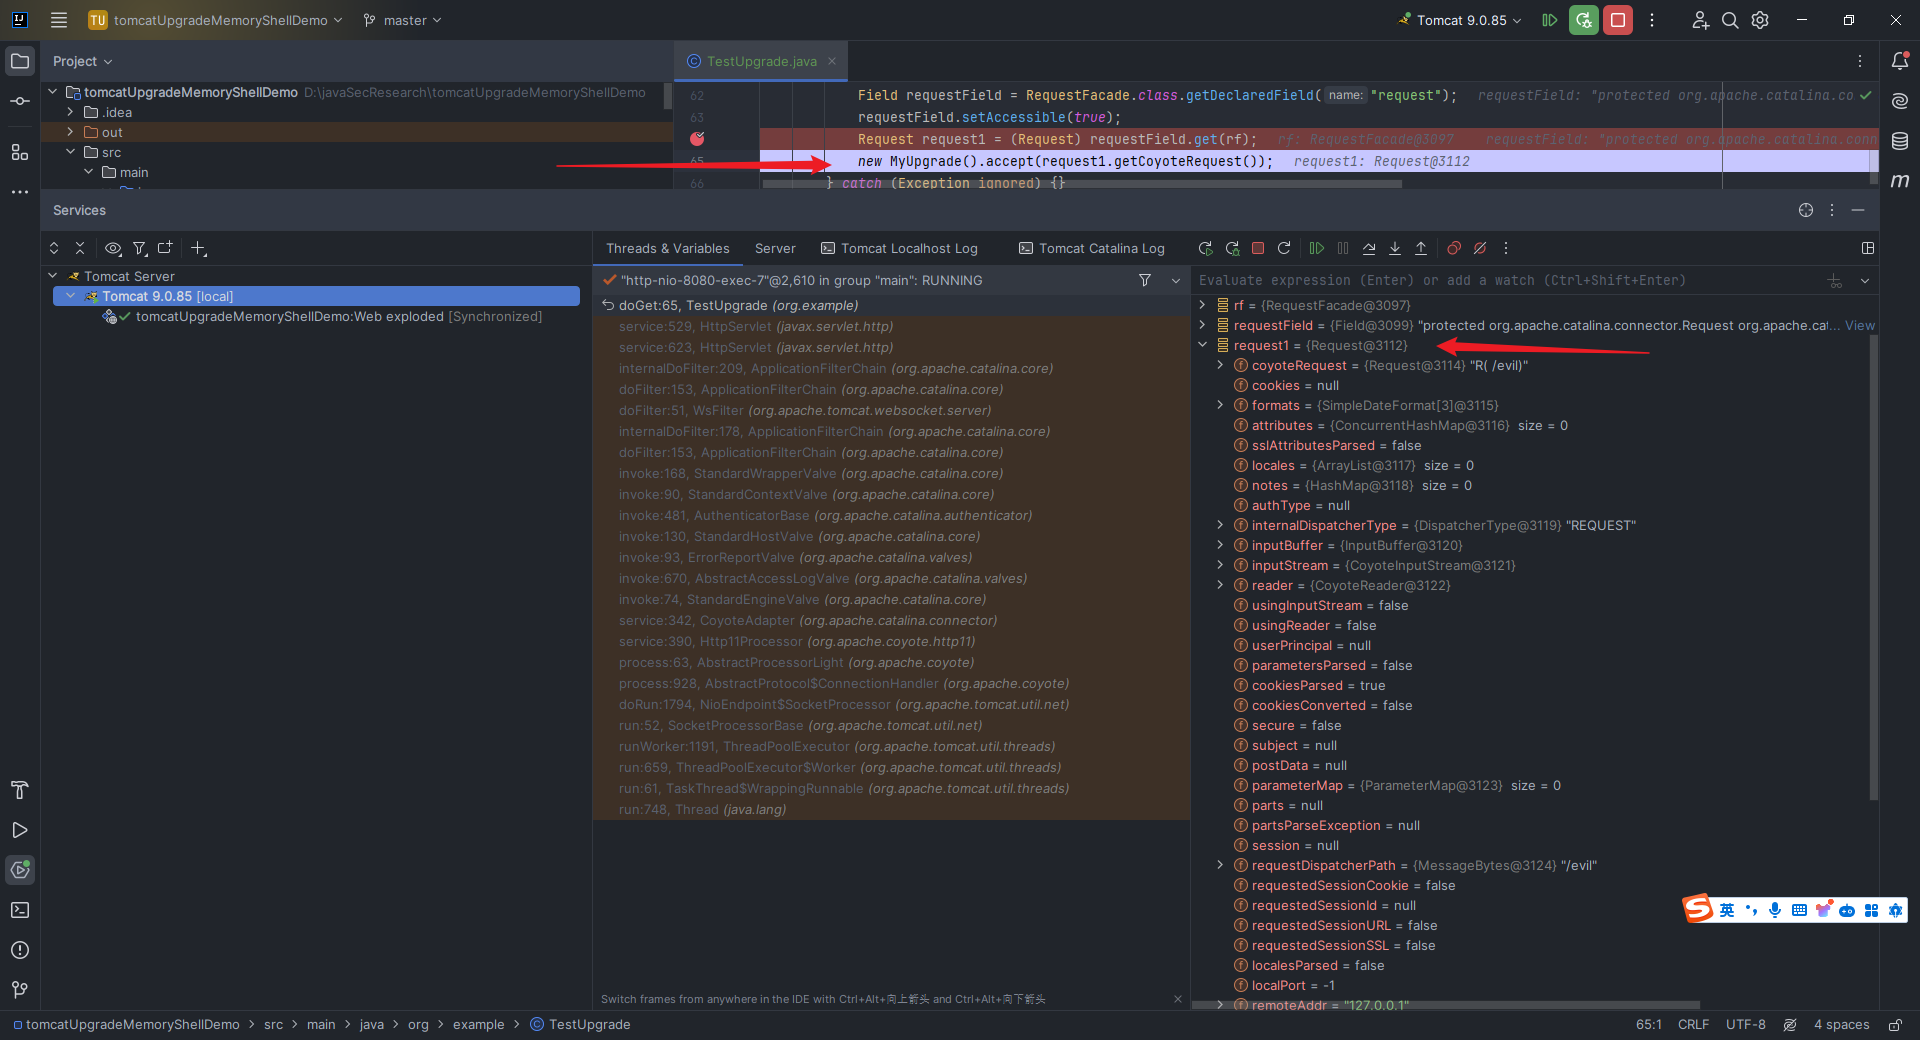 TU tomcatUpgradeMemoryShellDemo master Tomcat 9.0.85
Project
tomcatUpgradeMemoryShellDemo D:\javaSecResearch\tomcatUpgradeMemoryShellDemo
.idea
out
src
main
TestUpgrade.java
62 Field requestField = RequestFacade.class.getDeclaredField( name: "request"); requestField: "protected org.apache.catalina.co
63 requestField.setAccessible(true);
Request request1 = (Request) requestField.get(rf); rf: RequestFacade@3097 requestField: "protected org.apache.catalina.conn
65 new MyUpgrade().accept(request1.getCoyoteRequest()); request1: Request@3112
66 } catch (Exception ignored) {}
Services
Tomcat Server
Tomcat 9.0.85 [local]
tomcatUpgradeMemoryShellDemo:Web exploded [Synchronized]
Threads & Variables Server Tomcat Localhost Log Tomcat Catalina Log
"http-nio-8080-exec-7"@2,610 in group "main": RUNNING
doGet:65, TestUpgrade (org.example)
service:529, HttpServlet (javax.servlet.http)
service:623, HttpServlet (javax.servlet.http)
internalDoFilter:209, ApplicationFilterChain (org.apache.catalina.core)
doFilter:153, ApplicationFilterChain (org.apache.catalina.core)
doFilter:51, WsFilter (org.apache.tomcat.websocket.server)
internalDoFilter:178, ApplicationFilterChain (org.apache.catalina.core)
doFilter:153, ApplicationFilterChain (org.apache.catalina.core)
invoke:168, StandardWrapperValve (org.apache.catalina.core)
invoke:90, StandardContextValve (org.apache.catalina.core)
invoke:481, AuthenticatorBase (org.apache.catalina.authenticator)
invoke:130, StandardHostValve (org.apache.catalina.core)
invoke:93, ErrorReportValve (org.apache.catalina.valves)
invoke:670, AbstractAccessLogValve (org.apache.catalina.valves)
invoke:74, StandardEngineValve (org.apache.catalina.core)
service:342, CoyoteAdapter (org.apache.catalina.connector)
service:390, Http11Processor (org.apache.coyote.http11)
process:63, AbstractProcessorLight (org.apache.coyote)
process:928, AbstractProtocol$ConnectionHandler (org.apache.coyote)
doRun:1794, NioEndpoint$SocketProcessor (org.apache.tomcat.util.net)
run:52, SocketProcessorBase (org.apache.tomcat.util.net)
runWorker:1191, ThreadPoolExecutor (org.apache.tomcat.util.threads)
run:659, ThreadPoolExecutor$Worker (org.apache.tomcat.util.threads)
run:61, TaskThread$WrappingRunnable (org.apache.tomcat.util.threads)
run:748, Thread (java.lang)
Switch frames from anywhere in the IDE with Ctrl+Alt+向上箭头 and Ctrl+Alt+向下箭头
Evaluate expression (Enter) or add a watch (Ctrl+Shift+Enter)
rf = {RequestFacade@3097}
requestField = {Field@3099} "protected org.apache.catalina.connector.Request org.apache.cat... View
request1 = {Request@3112}
coyoteRequest = {Request@3114} "R( /evil)"
cookies = null
formats = {SimpleDateFormat[3]@3115}
attributes = {ConcurrentHashMap@3116} size = 0
sslAttributesParsed = false
locales = {ArrayList@3117} size = 0
notes = {HashMap@3118} size = 0
authType = null
internalDispatcherType = {DispatcherType@3119} "REQUEST"
inputBuffer = {InputBuffer@3120}
inputStream = {CoyoteInputStream@3121}
reader = {CoyoteReader@3122}
usingInputStream = false
usingReader = false
userPrincipal = null
parametersParsed = false
cookiesParsed = true
cookiesConverted = false
secure = false
subject = null
postData = null
parameterMap = {ParameterMap@3123} size = 0
parts = null
partsParseException = null
session = null
requestDispatcherPath = {MessageBytes@3124} "/evil"
requestedSessionCookie = false
requestedSessionId = null
requestedSessionURL = false
requestedSessionSSL = false
localesParsed = false
localPort = -1
remoteAddr = "127.0.0.1"
英
tomcatUpgradeMemoryShellDemo > src > main > java > org > example > TestUpgrade 65:1 CRLF UTF-8 4 spaces